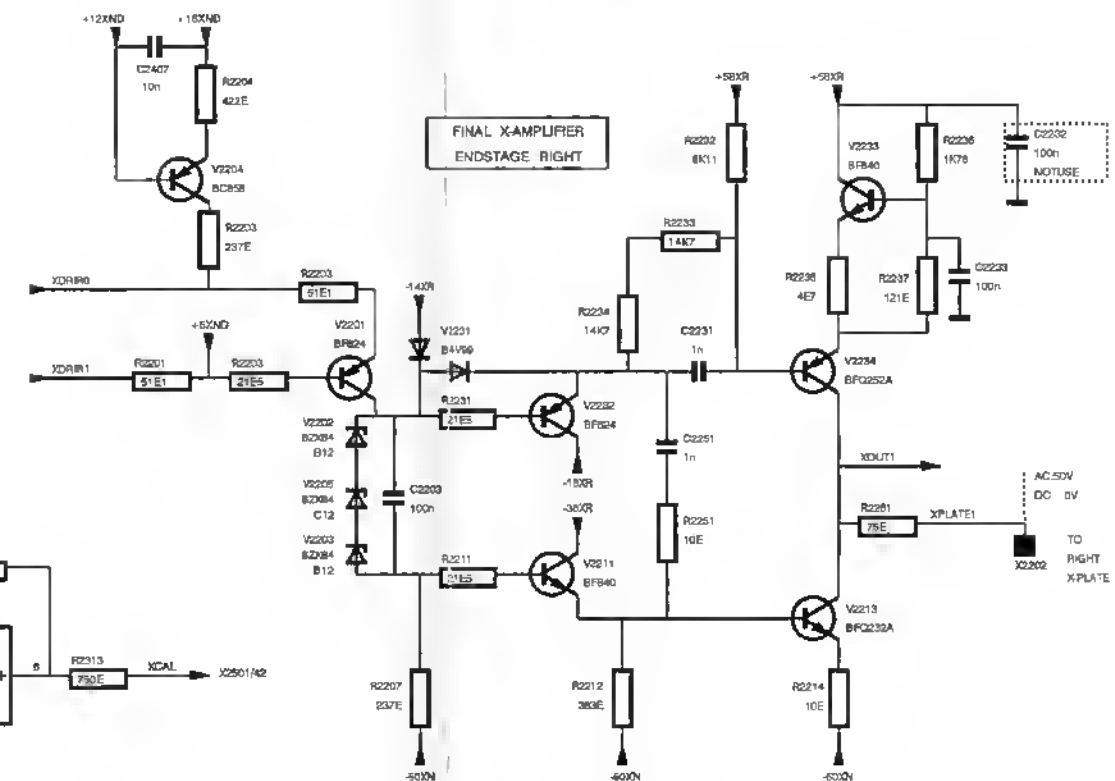 +12XND
+16XND
C2407
10n
R2204
422E
V2204
BC858
R2203
237E
FINAL X-AMPLIFIER
ENDSTAGE RIGHT
+58XR
R2232
6K11
+58XR
V2233
BF840
R2236
1K78
C2232
100n
NOTUSE
R2233
14K7
R2234
14K7
R2235
4E7
R2237
121E
C2233
100n
XDRIR0
R2203
51E1
-14XR
V2231
C2231
1n
+5XND
V2201
BF824
XDRIR1
R2201
51E1
R2203
21E5
V2234
BFQ252A
R2231
21E5
V2232
BF824
V2202
BZX84
B12
C2251
1n
-15XR
XOUT1
AC 50V
DC 0V
V2205
BZX84
C12
C2203
100n
-38XR
R2251
10E
R2261
75E
XPLATE1
V2203
BZX84
B12
X2202
TO
RIGHT
X-PLATE
R2211
21E5
V2211
BF840
V2213
BFQ232A
6
R2313
750E
XCAL
X2501/42
R2207
237E
R2212
383E
R2214
10E
-60XN
-60XN
-60XN